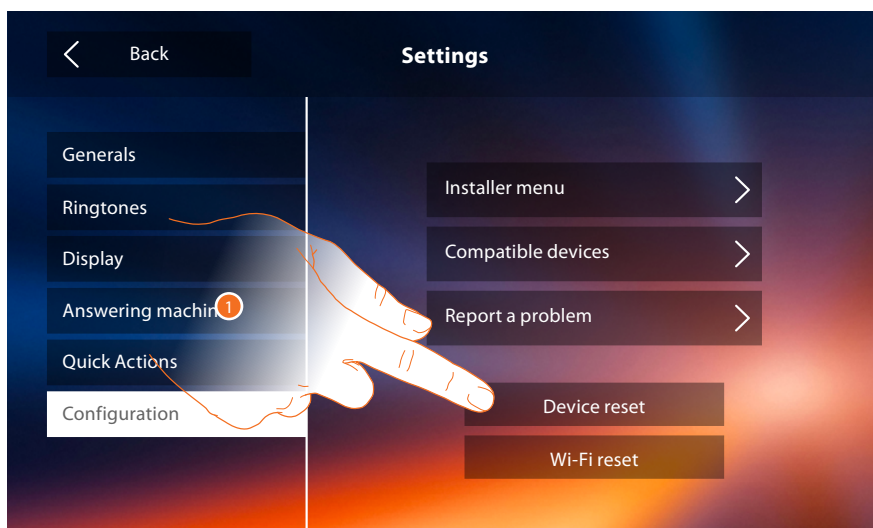 Back
Settings
Generals
Ringtones
Display
Answering machin
1
Quick Actions
Configuration
Installer menu
Compatible devices
Report a problem
Device reset
Wi-Fi reset